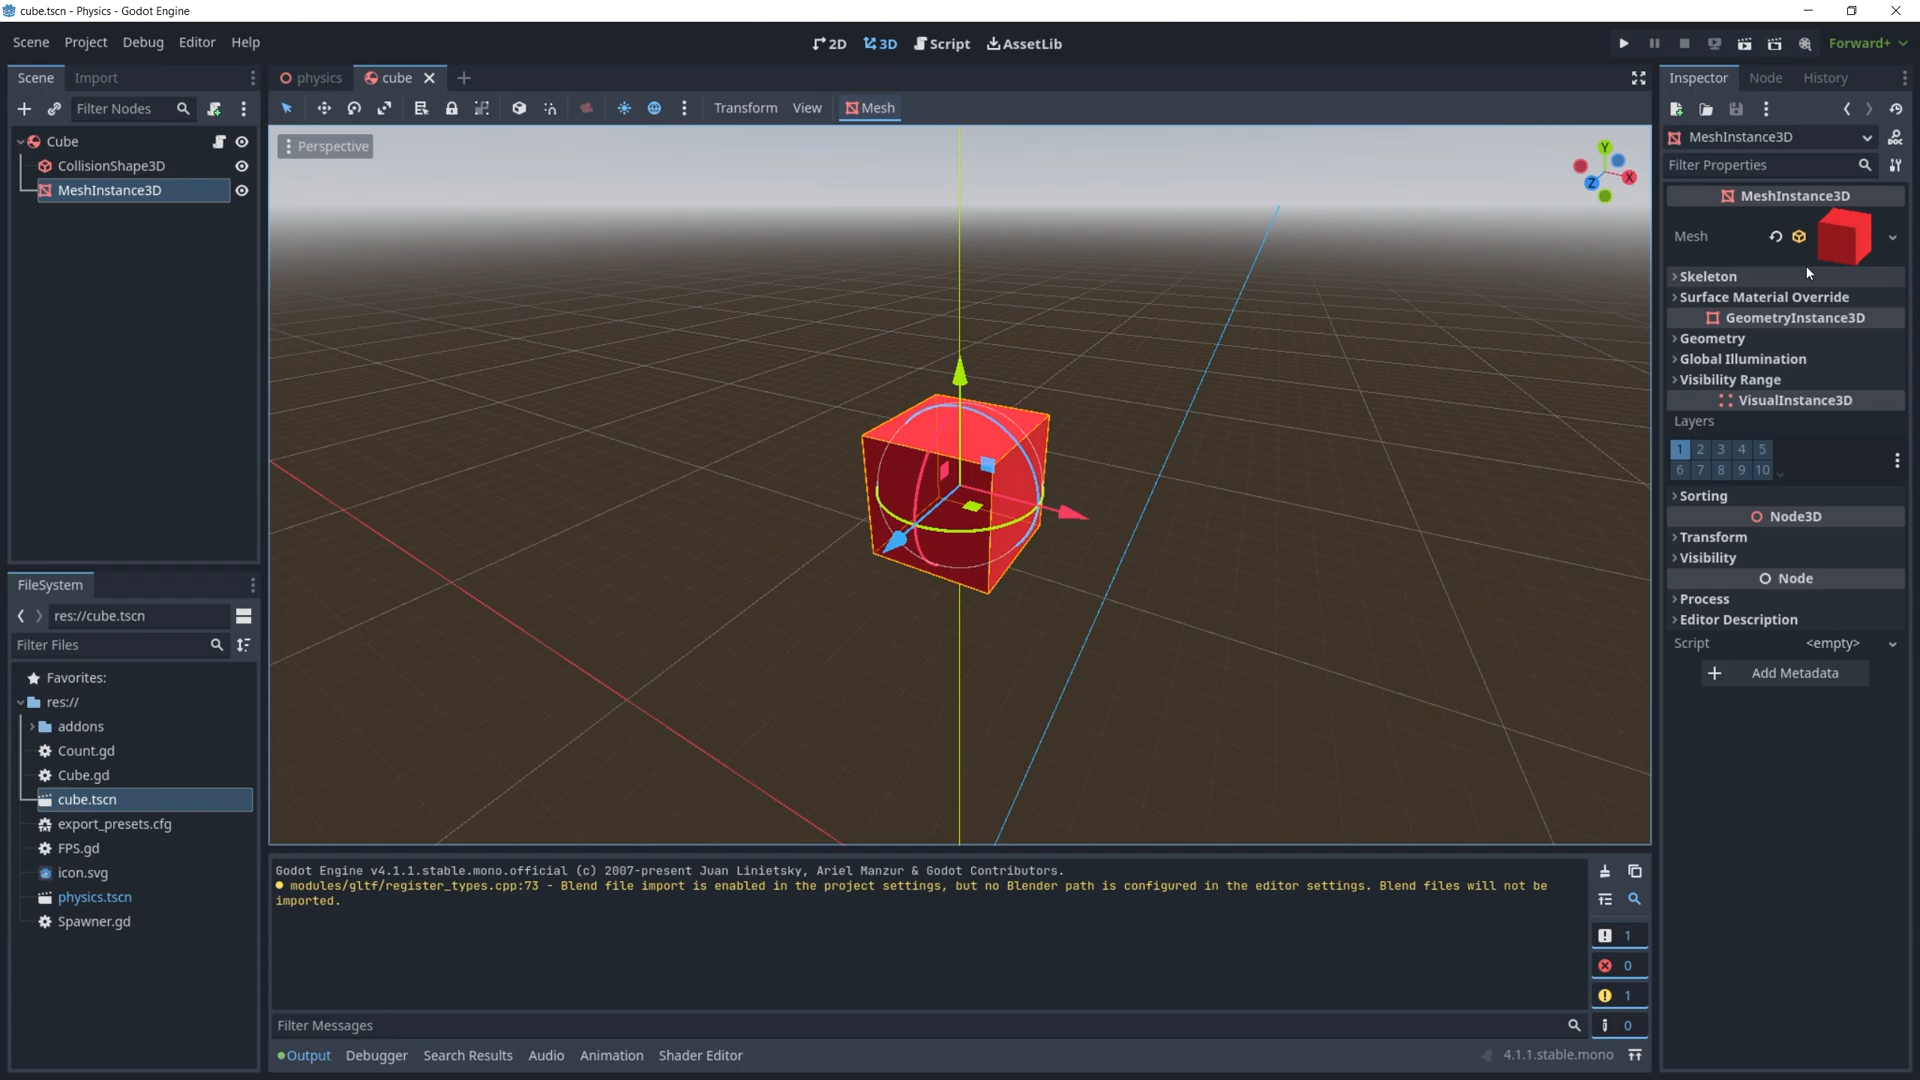 cube.tscn - Physics - Godot Engine
Scene Project Debug Editor Help
2D 3D Script AssetLib
Forward+
Scene Import
Filter Nodes
Cube
CollisionShape3D
MeshInstance3D
FileSystem
res://cube.tscn
Filter Files
Favorites:
res://
addons
Count.gd
Cube.gd
cube.tscn
export_presets.cfg
FPS.gd
icon.svg
physics.tscn
Spawner.gd
physics cube
Transform View Mesh
Perspective
Y
X
Z
Godot Engine v4.1.1.stable.mono.official (c) 2007-present Juan Linietsky, Ariel Manzur & Godot Contributors.
modules/gltf/register_types.cpp:73 - Blend file import is enabled in the project settings, but no Blender path is configured in the editor settings. Blend files will not be
imported.
1
0
1
0
Filter Messages
Output Debugger Search Results Audio Animation Shader Editor
4.1.1.stable.mono
Inspector Node History
MeshInstance3D
Filter Properties
MeshInstance3D
Mesh
Skeleton
Surface Material Override
GeometryInstance3D
Geometry
Global Illumination
Visibility Range
VisualInstance3D
Layers
1 2 3 4 5
6 7 8 9 10
Sorting
Node3D
Transform
Visibility
Node
Process
Editor Description
Script <empty>
Add Metadata